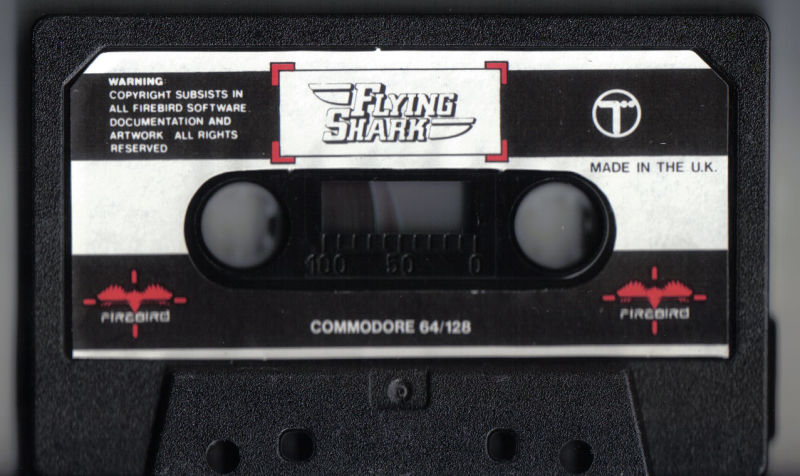 WARNING:
COPYRIGHT SUBSISTS IN
ALL FIREBIRD SOFTWARE.
DOCUMENTATION AND
ARTWORK ALL RIGHTS
RESERVED
FLYING
SHARK
T
MADE IN THE U.K.
100 50 0
FIREBIRD
FIREBIRD
COMMODORE 64/128